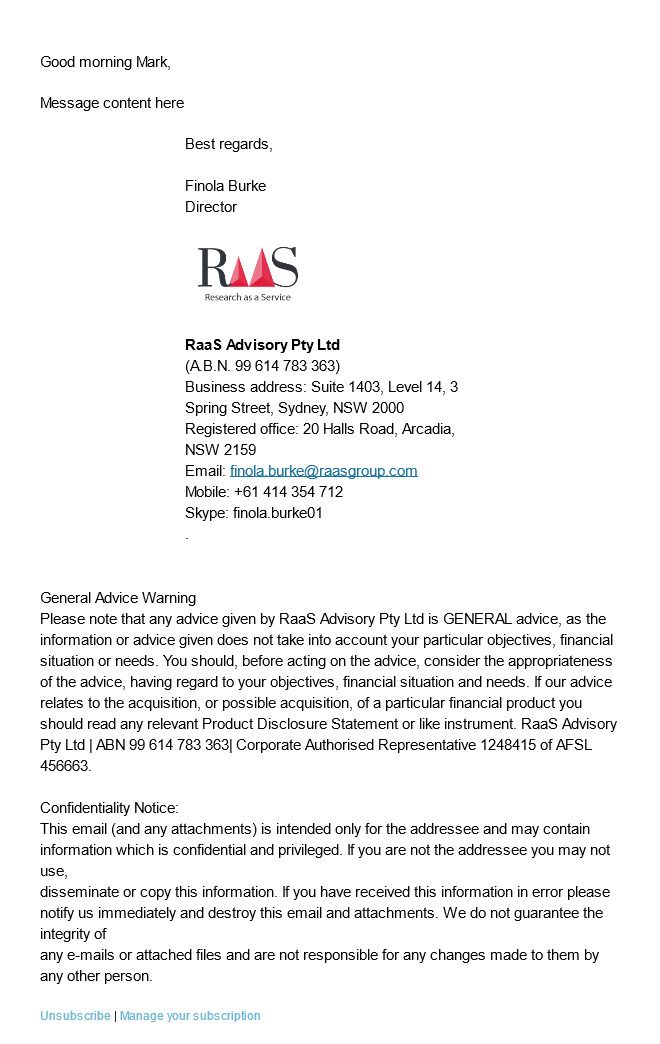 Good morning Mark,
Message content here
Best regards,
Finola Burke
Director
RaaS
Research as a Service
RaaS Advisory Pty Ltd
(A.B.N. 99 614 783 363)
Business address: Suite 1403, Level 14, 3
Spring Street, Sydney, NSW 2000
Registered office: 20 Halls Road, Arcadia,
NSW 2159
Email: finola.burke@raasgroup.com
Mobile: +61 414 354 712
Skype: finola.burke01
.
General Advice Warning
Please note that any advice given by RaaS Advisory Pty Ltd is GENERAL advice, as the
information or advice given does not take into account your particular objectives, financial
situation or needs. You should, before acting on the advice, consider the appropriateness
of the advice, having regard to your objectives, financial situation and needs. If our advice
relates to the acquisition, or possible acquisition, of a particular financial product you
should read any relevant Product Disclosure Statement or like instrument. RaaS Advisory
Pty Ltd | ABN 99 614 783 363| Corporate Authorised Representative 1248415 of AFSL
456663.
Confidentiality Notice:
This email (and any attachments) is intended only for the addressee and may contain
information which is confidential and privileged. If you are not the addressee you may not
use,
disseminate or copy this information. If you have received this information in error please
notify us immediately and destroy this email and attachments. We do not guarantee the
integrity of
any e-mails or attached files and are not responsible for any changes made to them by
any other person.
Unsubscribe | Manage your subscription